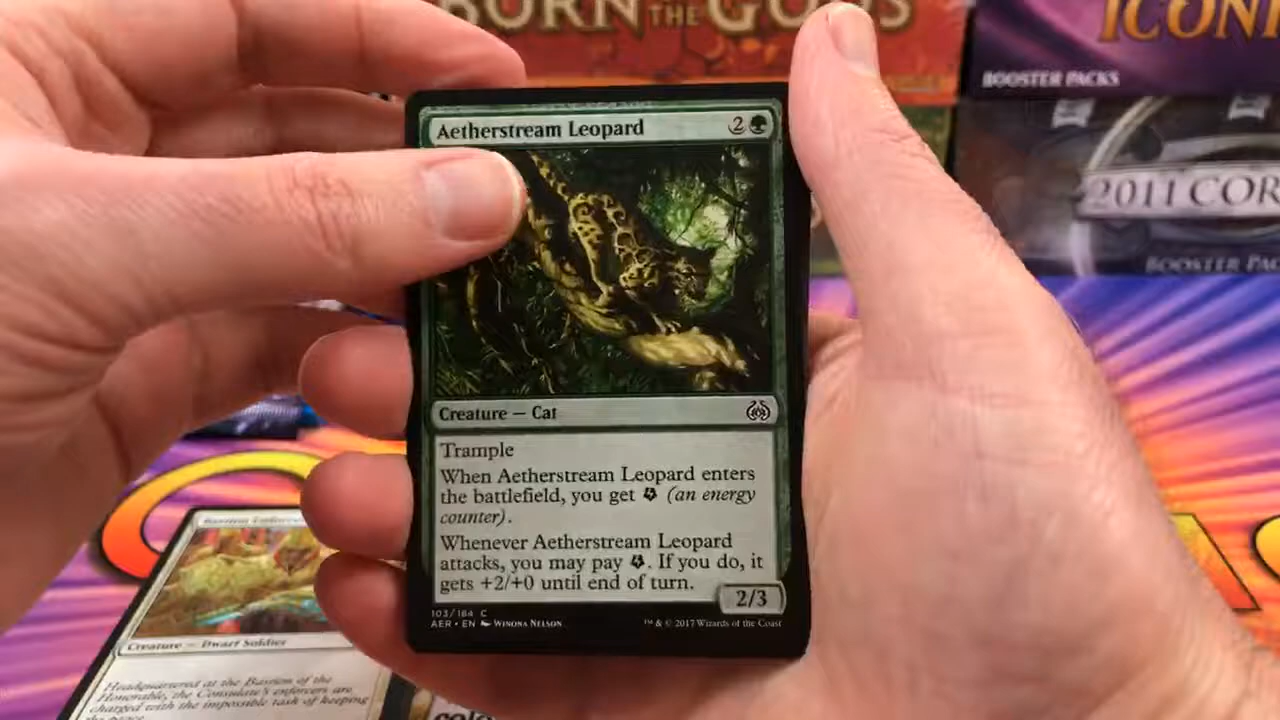 BORN THE GODS
BOOSTER PACKS
2011 COR
BOOSTER PAC
Aetherstream Leopard 2
Creature — Cat
Trample
When Aetherstream Leopard enters
the battlefield, you get (an energy
counter).
Whenever Aetherstream Leopard
attacks, you may pay . If you do, it
gets +2/+0 until end of turn.
2/3
103/184 C
AER • EN Winona Nelson
™ & © 2017 Wizards of the Coast
Creature — Dwarf Soldier
Headquartered at the Bastion of the
Honorable, the Consulate's enforcers are
charged with the impossible task of keeping
the peace